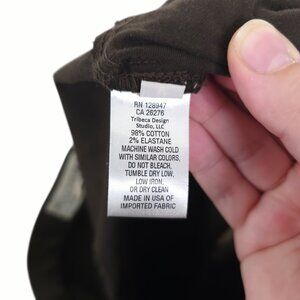 RN 128947
CA 26276
Tribeca Design
Studio, LLC
98% COTTON
2% ELASTANE
MACHINE WASH COLD
WITH SIMILAR COLORS,
DO NOT BLEACH,
TUMBLE DRY LOW,
LOW IRON,
OR DRY CLEAN
MADE IN USA OF
IMPORTED FABRIC